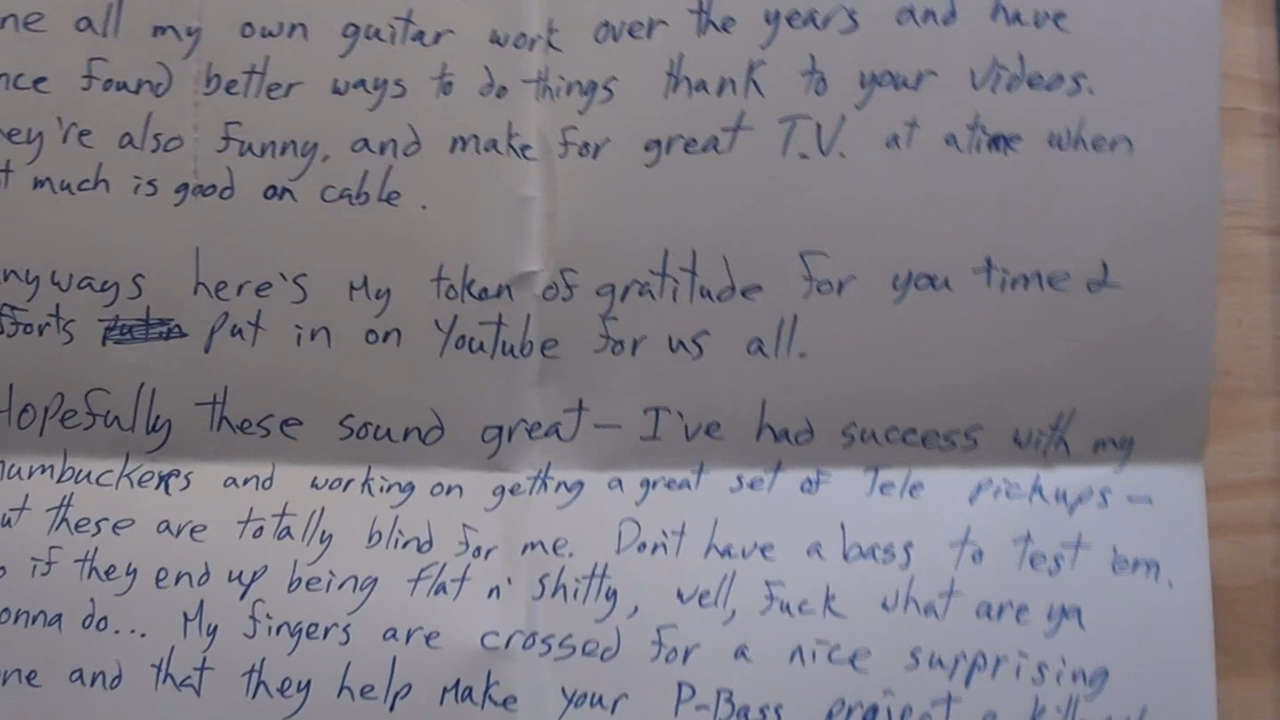 ne all my own guitar work over the years and have
nce found better ways to do things thank to your videos.
ey're also funny, and make for great T.V. at a time when
t much is good on cable.
nyways here's My token of gratitude for you time &
fforts put in on Youtube for us all.
Hopefully these sound great - I've had success with my
humbuckers and working on getting a great set of Tele pickups -
ut these are totally blind for me. Don't have a bass to test em.
o if they end up being flat n' shitty, well, fuck what are ya
onna do... My fingers are crossed for a nice supprising
ne and that they help Make your P-Bass project a